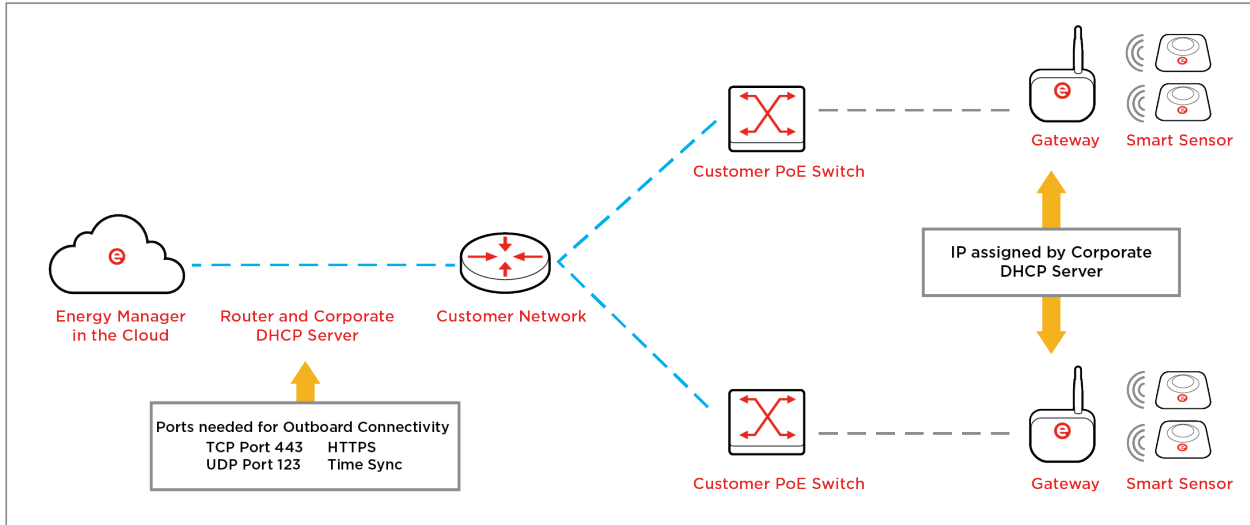 Gateway
Smart Sensor
Customer PoE Switch
IP assigned by Corporate
DHCP Server
Energy Manager
in the Cloud
Router and Corporate
DHCP Server
Customer Network
Ports needed for Outboard Connectivity
TCP Port 443 HTTPS
UDP Port 123 Time Sync
Customer PoE Switch
Gateway
Smart Sensor